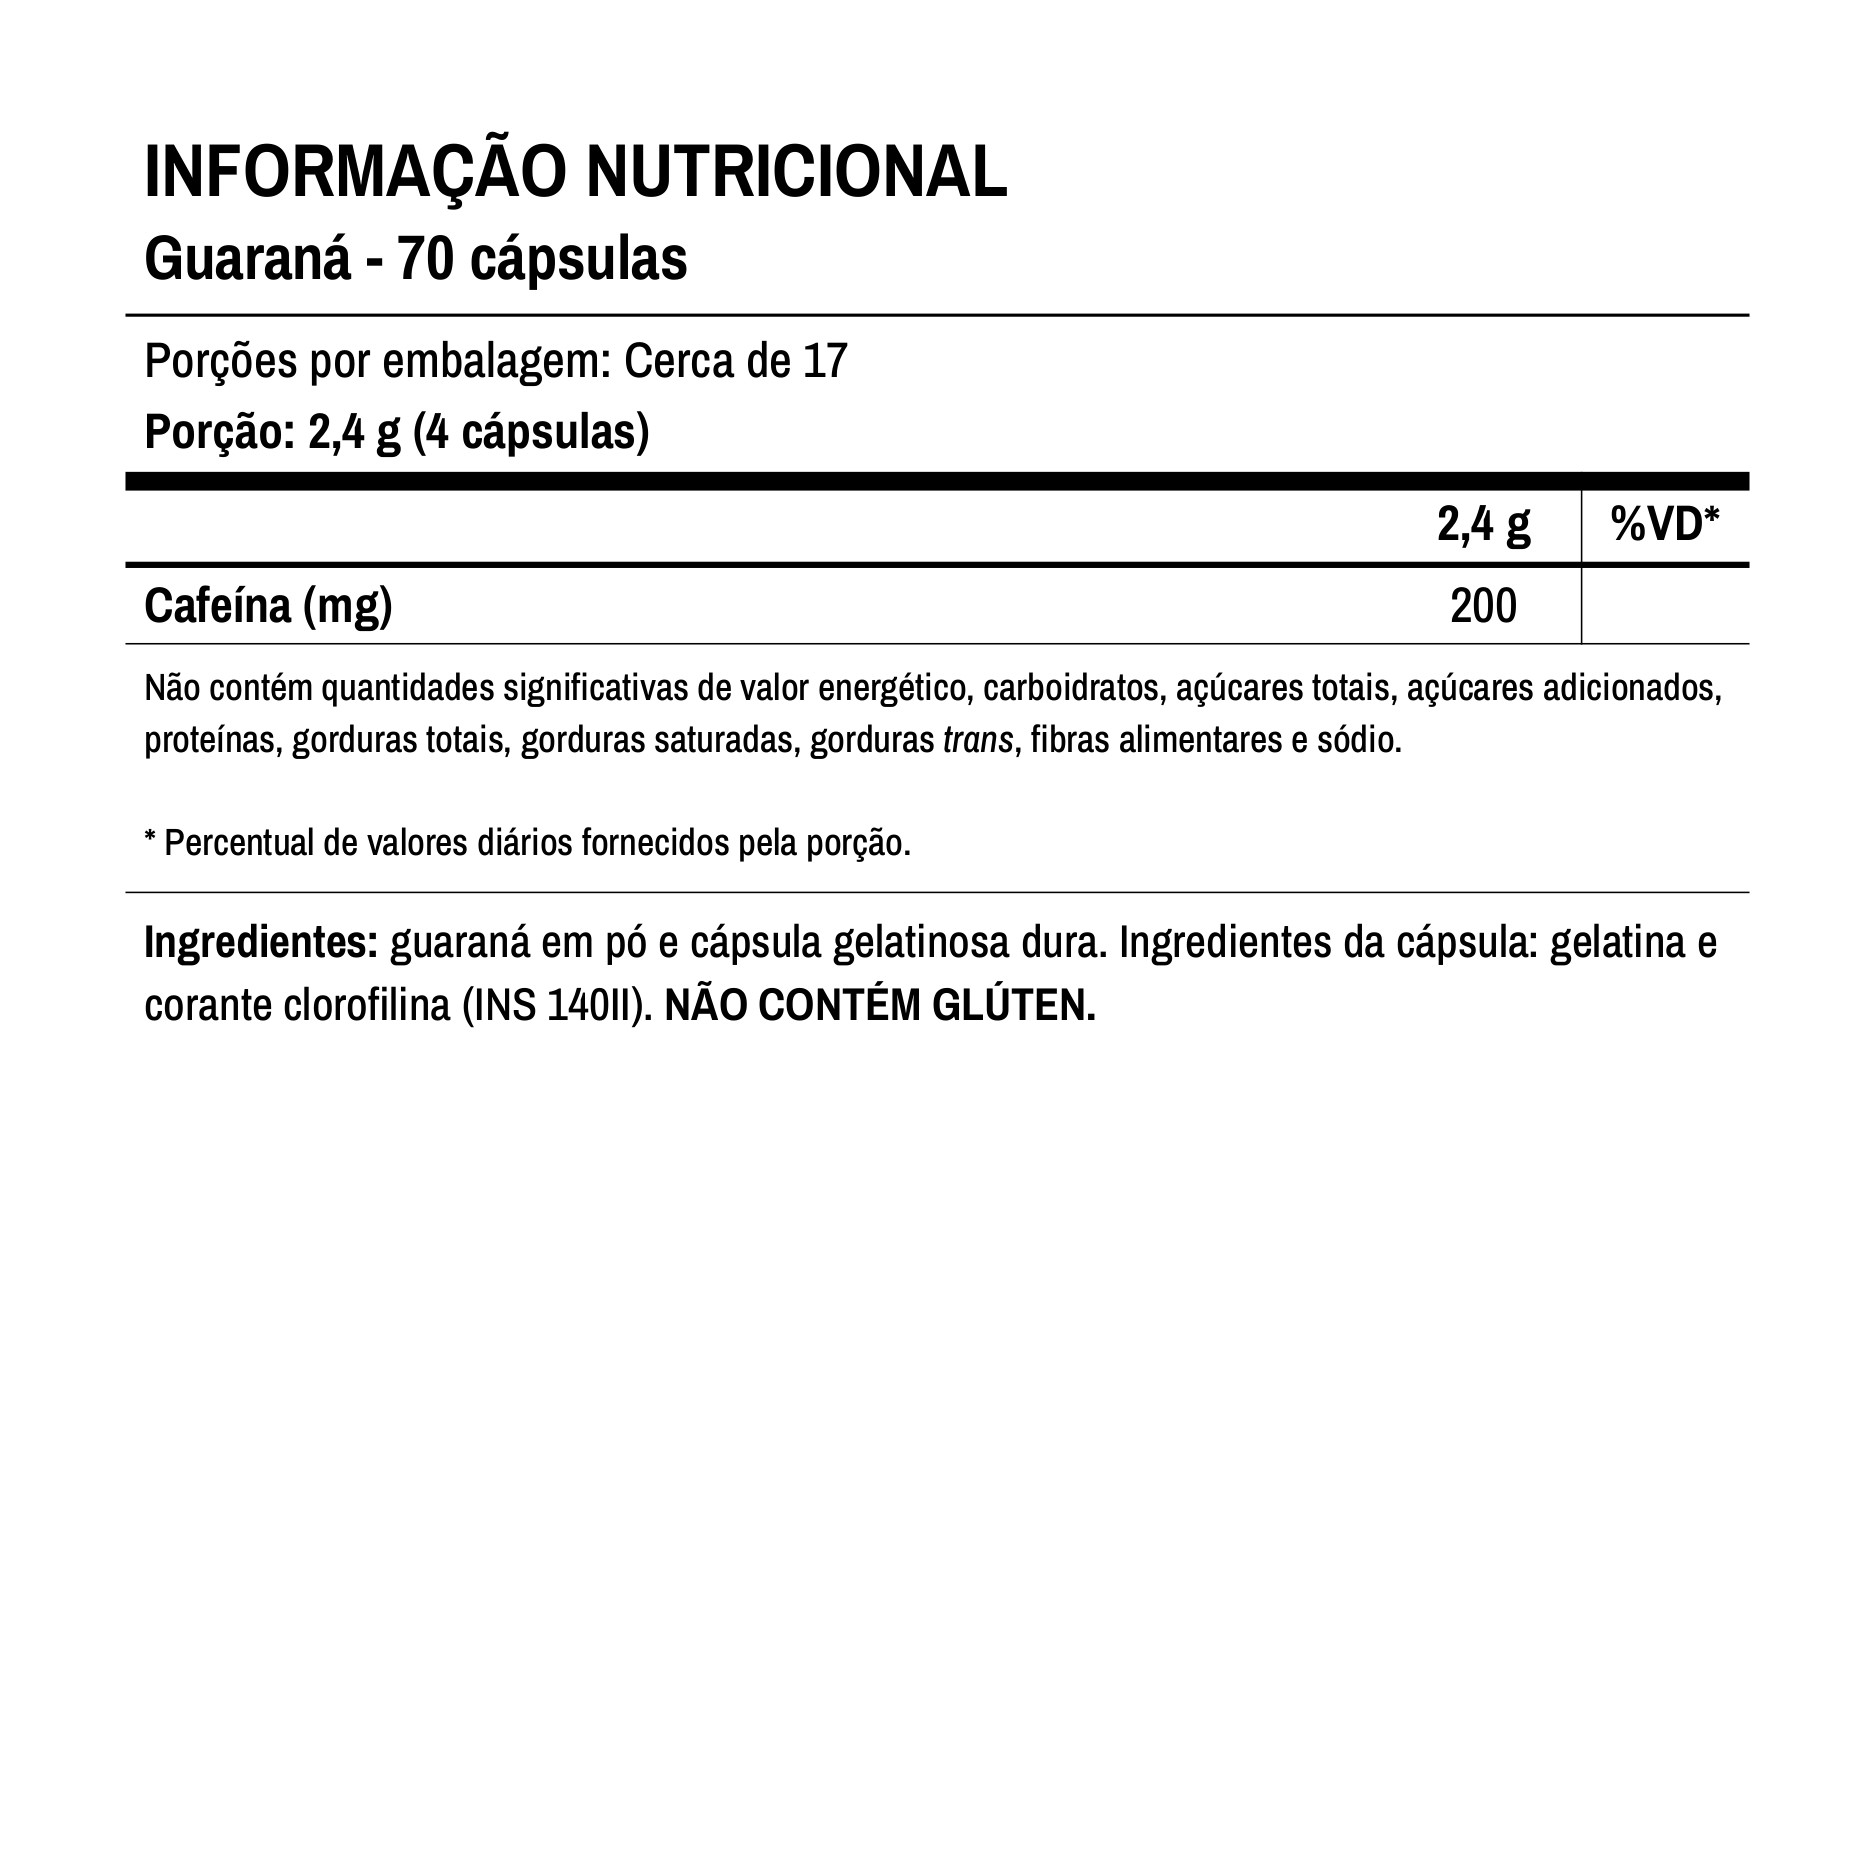 INFORMAÇÃO NUTRICIONAL
Guaraná - 70 cápsulas
Porções por embalagem: Cerca de 17
Porção: 2,4 g (4 cápsulas)
2,4 g %VD*
Cafeína (mg) 200
Não contém quantidades significativas de valor energético, carboidratos, açúcares totais, açúcares adicionados,
proteínas, gorduras totais, gorduras saturadas, gorduras trans, fibras alimentares e sódio.
* Percentual de valores diários fornecidos pela porção.
Ingredientes: guaraná em pó e cápsula gelatinosa dura. Ingredientes da cápsula: gelatina e
corante clorofilina (INS 140II). NÃO CONTÉM GLÚTEN.